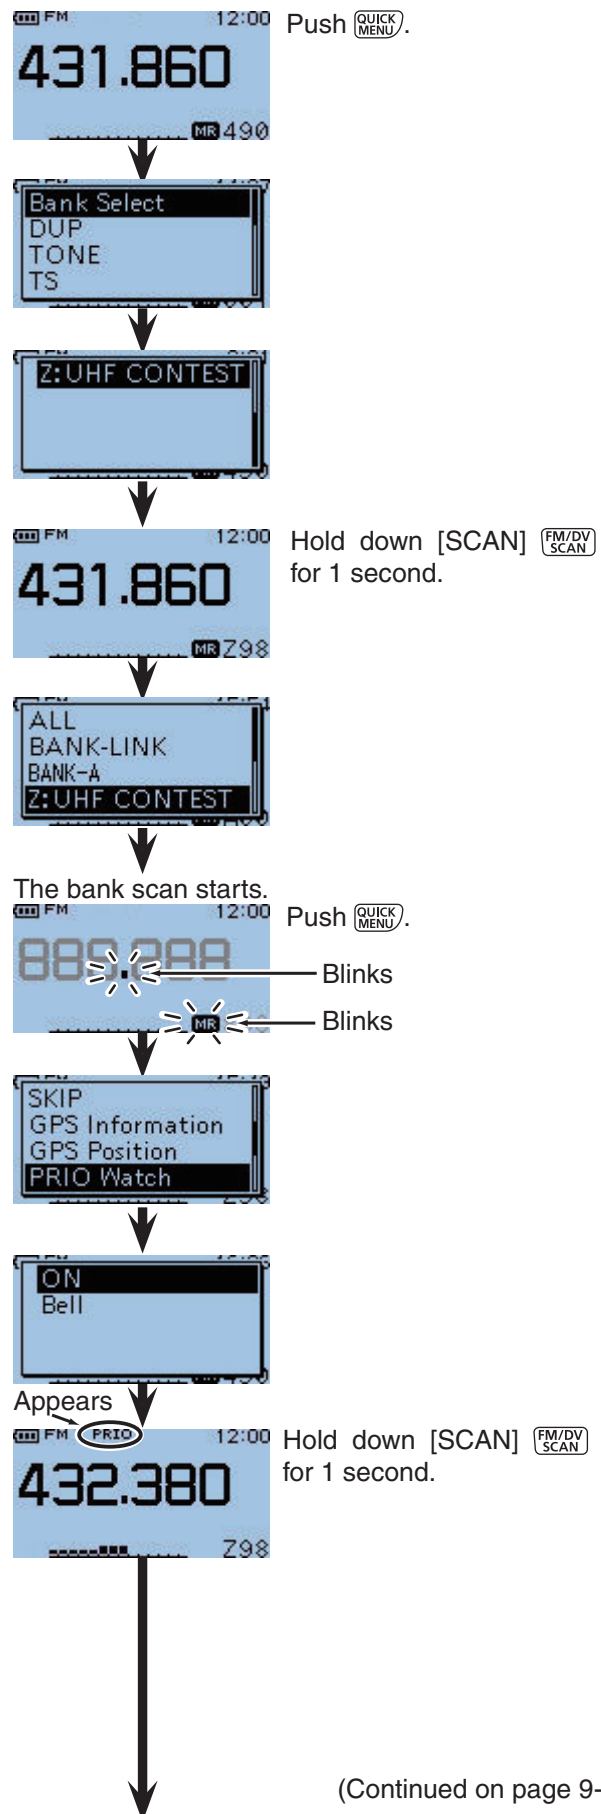 FM 12:00
Push QUICK MENU.
431.860
MR 490
Bank Select
DUP
TONE
TS
Z:UHF CONTEST
FM 12:00
Hold down [SCAN] FM/DV SCAN
for 1 second.
431.860
MR Z98
ALL
BANK-LINK
BANK-A
Z:UHF CONTEST
The bank scan starts.
FM 12:00
Push QUICK MENU.
Blinks
MR
Blinks
SKIP
GPS Information
GPS Position
PRIO Watch
ON
Bell
Appears
FM PRIO 12:00
Hold down [SCAN] FM/DV SCAN
for 1 second.
432.380
Z98
(Continued on page 9-